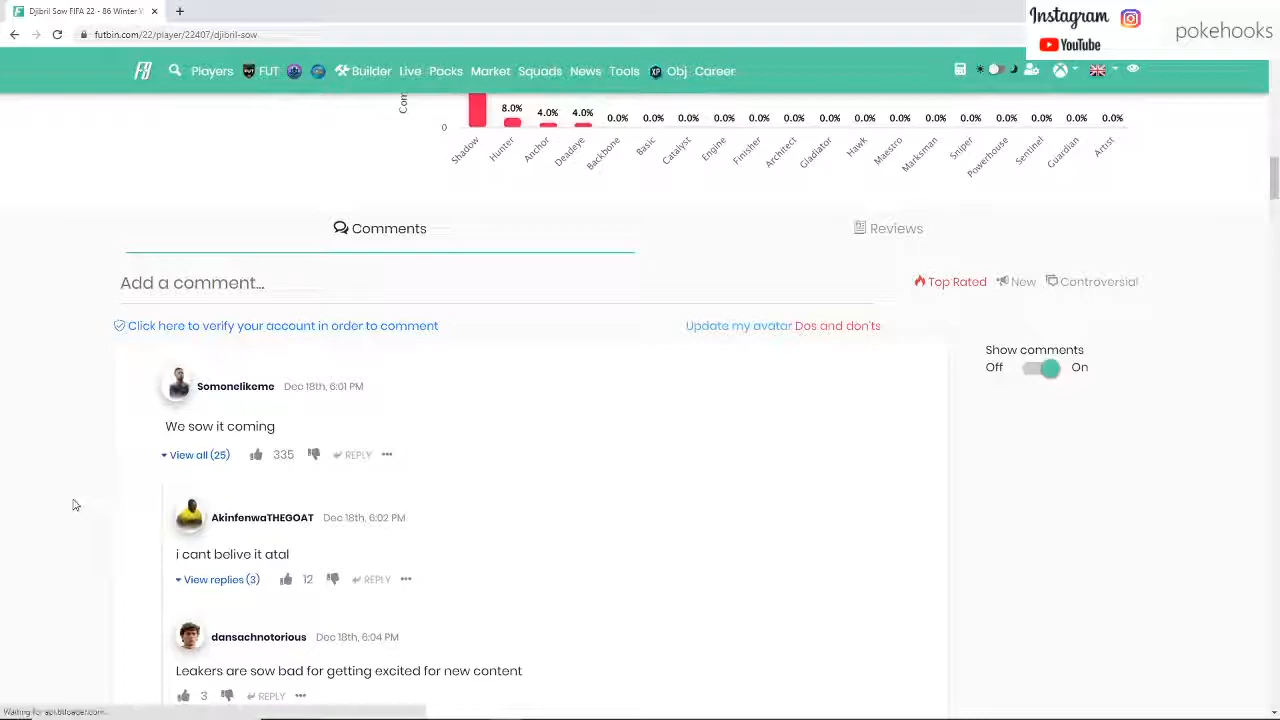 Djibril Sow FIFA 22 - 86 Winter
futbin.com/22/player/22407/djibril-sow
Instagram
YouTube
pokehooks
Players FUT Builder Live Packs Market Squads News Tools XP Obj Career
Com
0
8.0% 4.0% 4.0% 0.0% 0.0% 0.0% 0.0% 0.0% 0.0% 0.0% 0.0% 0.0% 0.0% 0.0% 0.0% 0.0% 0.0% 0.0%
Shadow Hunter Anchor Deadeye Backbone Basic Catalyst Engine Finisher Architect Gladiator Hawk Maestro Marksman Sniper Powerhouse Sentinel Guardian Artist
Comments
Reviews
Add a comment...
Top Rated New Controversial
Click here to verify your account in order to comment
Update my avatar Dos and don'ts
Show comments
Off On
Somonelikeme Dec 18th, 6:01 PM
We sow it coming
View all (25) 335 REPLY
AkinfenwaTHEGOAT Dec 18th, 6:02 PM
i cant belive it atal
View replies (3) 12 REPLY
dansachnotorious Dec 18th, 6:04 PM
Leakers are sow bad for getting excited for new content
3 REPLY